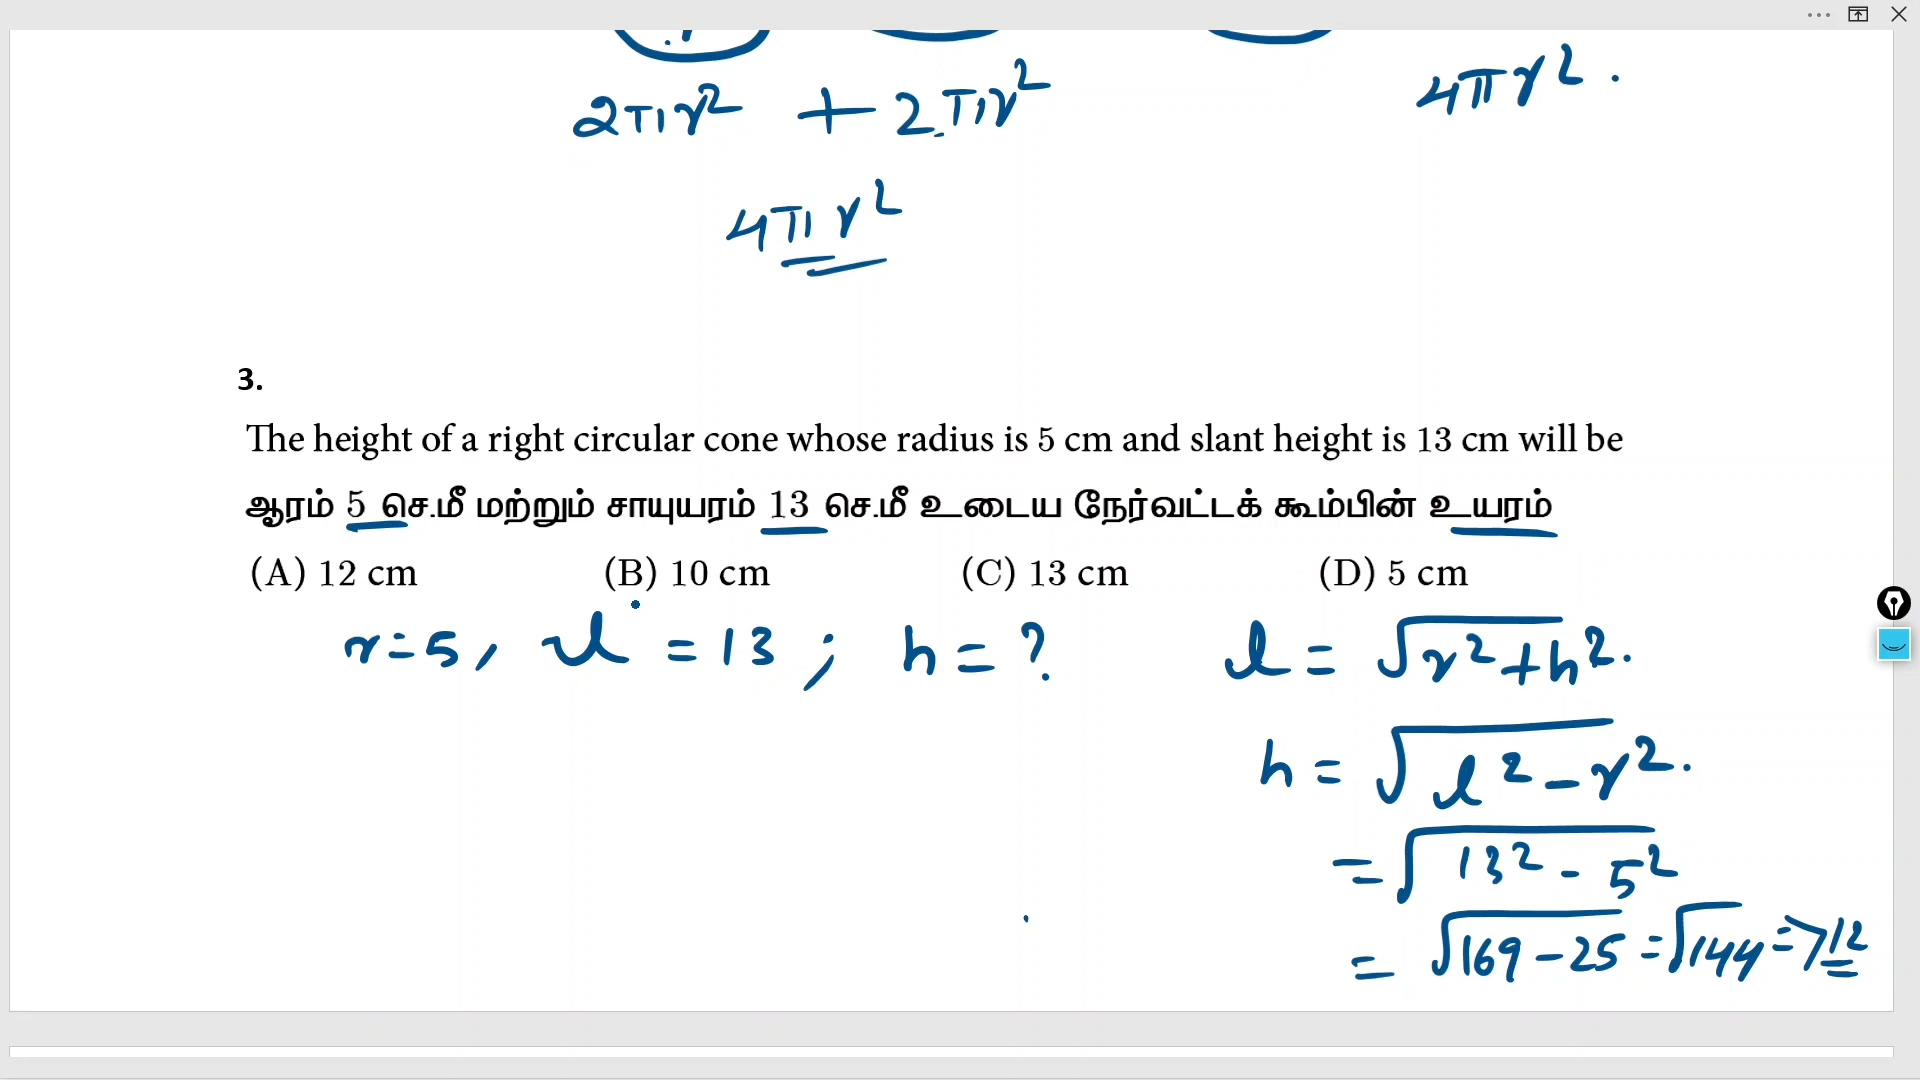 2πr² + 2πr²
4πr².
4πr²
3.
The height of a right circular cone whose radius is 5 cm and slant height is 13 cm will be
ஆரம் 5 செ.மீ மற்றும் சாயுயரம் 13 செ.மீ உடைய நேர்வட்டக் கூம்பின் உயரம்
(A) 12 cm (B) 10 cm (C) 13 cm (D) 5 cm
r=5, l = 13 ; h = ?
l = √r²+h².
h = √l²-r².
= √13² - 5²
= √169-25 = √144 => 12